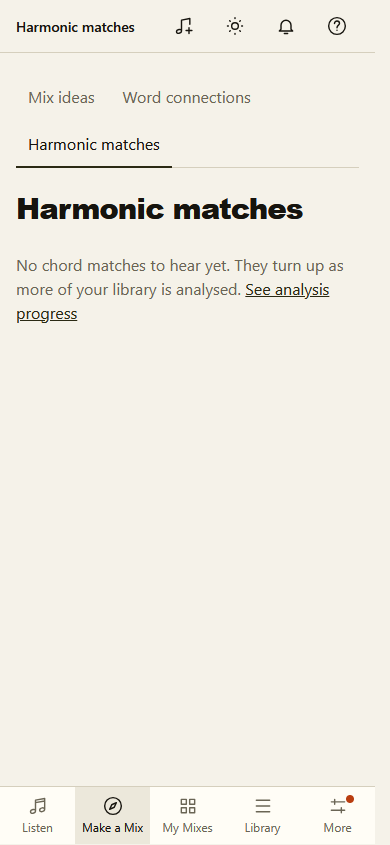 Harmonic matches
Mix ideas
Word connections
Harmonic matches
Harmonic matches
No chord matches to hear yet. They turn up as
more of your library is analysed. See analysis
progress
Listen
Make a Mix
My Mixes
Library
More